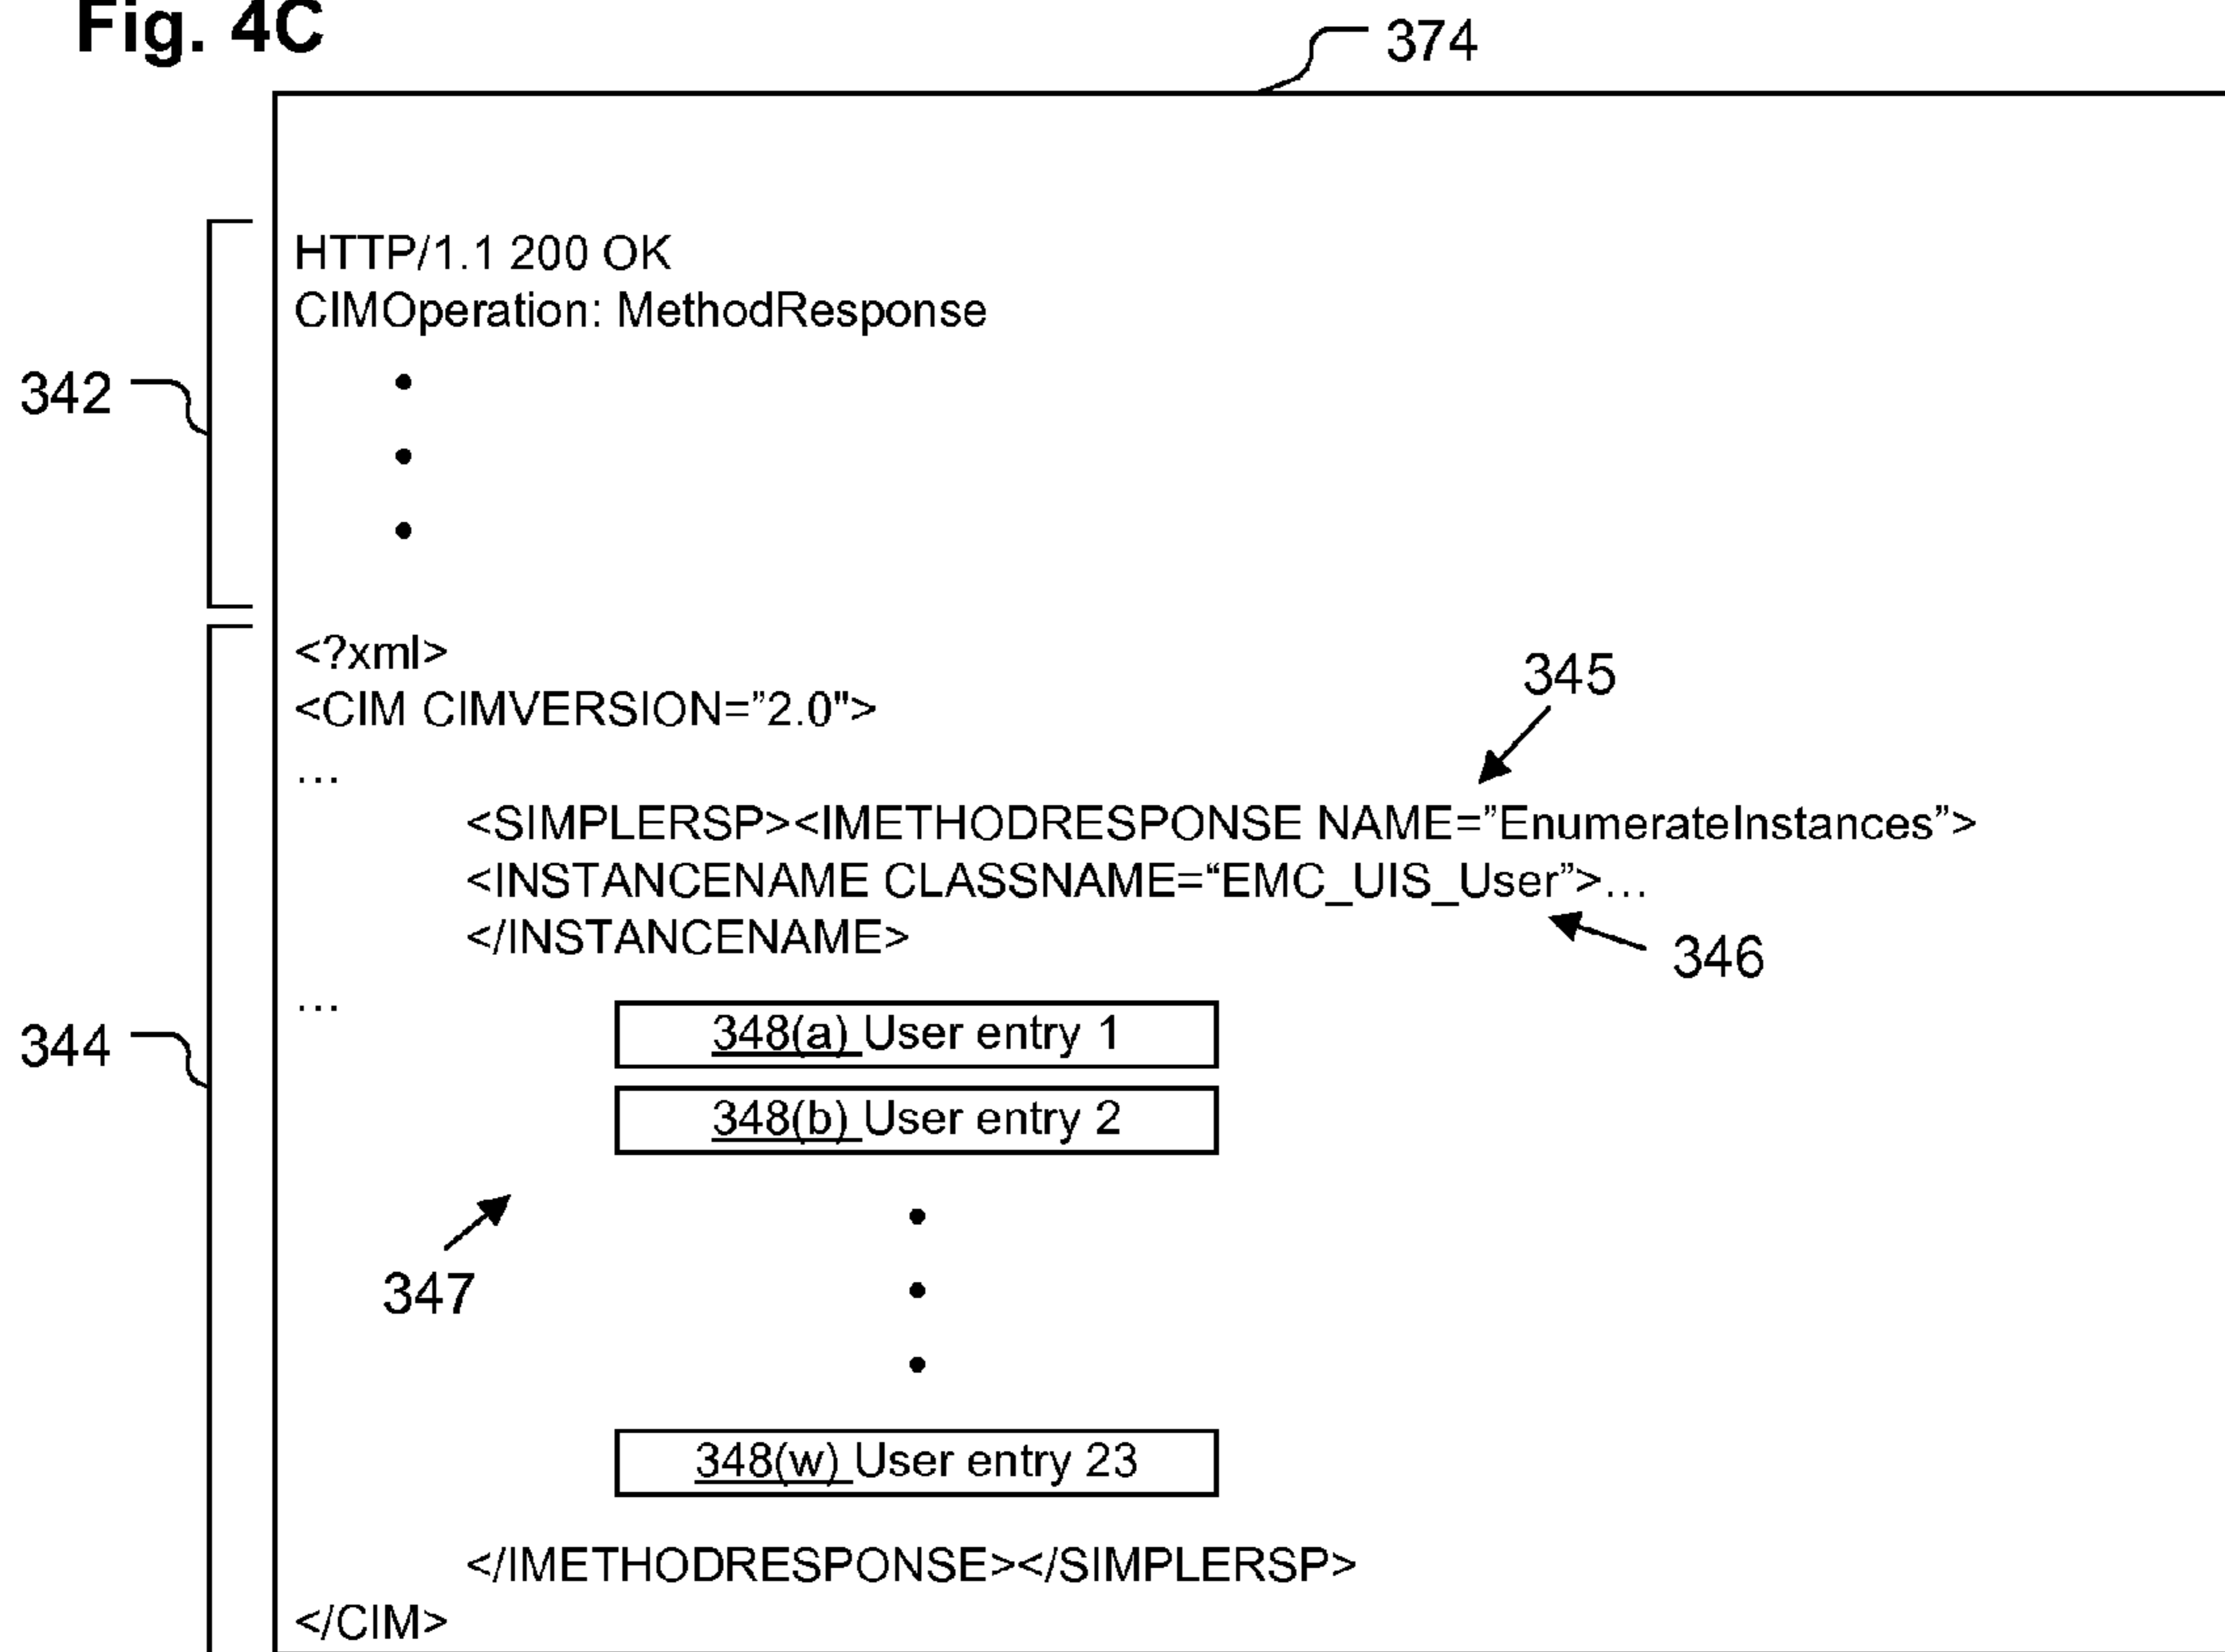 Fig. 4C
374
HTTP/1.1 200 OK
CIMOperation: MethodResponse
342
<?xml>
345
<CIM CIMVERSION=”2.0">
...
<SIMPLERSP><IMETHODRESPONSE NAME=”EnumerateInstances”>
<INSTANCENAME CLASSNAME=“EMC_UIS_User”>...
</INSTANCENAME>
346
...
344
348(a) User entry 1
348(b) User entry 2
347
348(w) User entry 23
</IMETHODRESPONSE></SIMPLERSP>
</CIM>